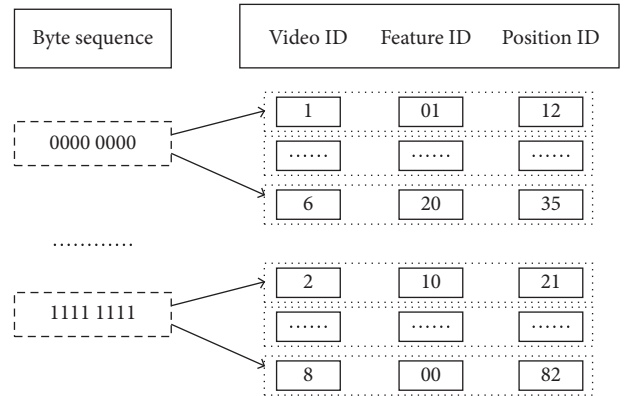 Byte sequence Video ID Feature ID Position ID
1 01 12
0000 0000
...... ...... ......
6 20 35
............
2 10 21
1111 1111
...... ...... ......
8 00 82